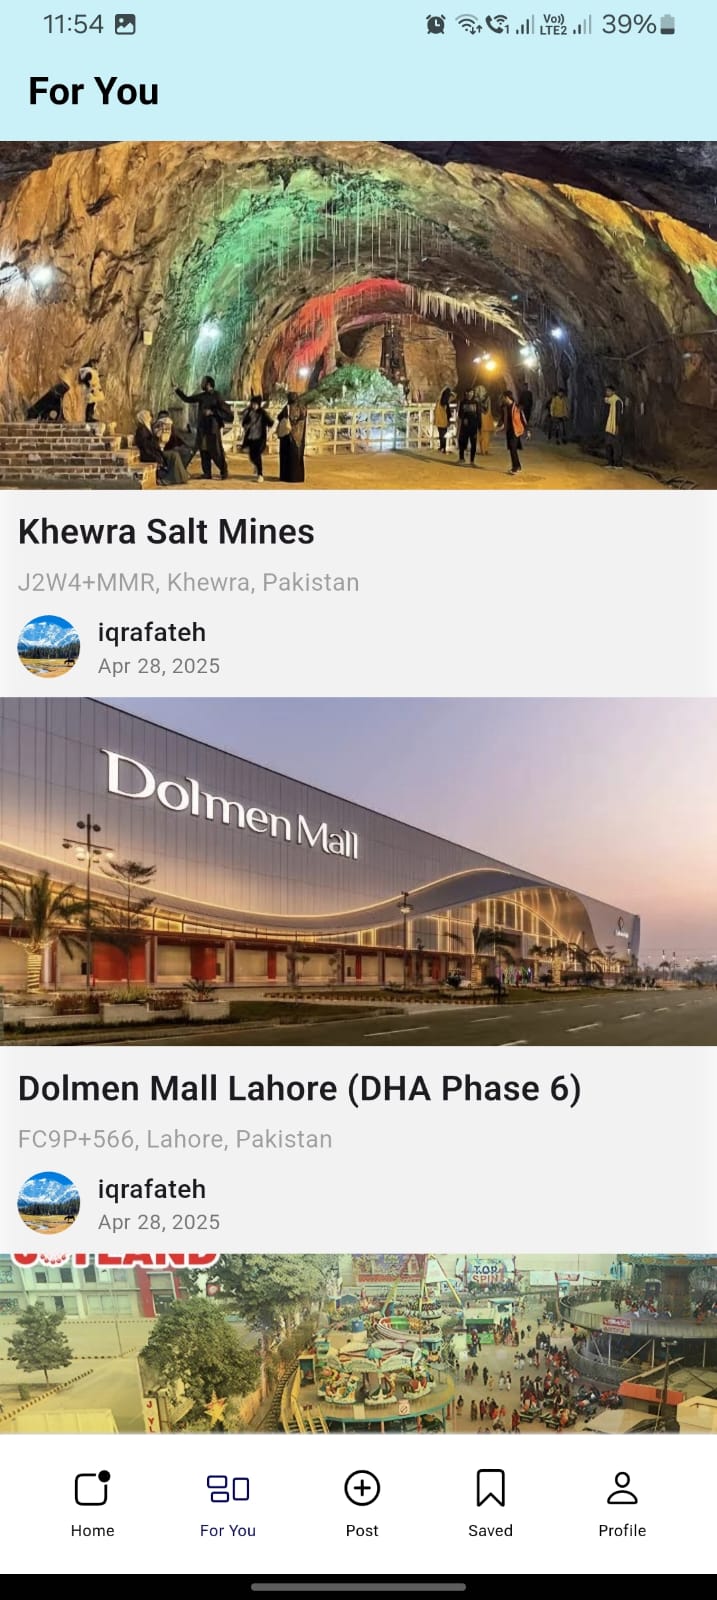 11:54
1
Vo))
LTE2
39%
For You
Khewra Salt Mines
J2W4+MMR, Khewra, Pakistan
iqrafateh
Apr 28, 2025
Dolmen Mall
Dolmen Mall Lahore (DHA Phase 6)
FC9P+566, Lahore, Pakistan
iqrafateh
Apr 28, 2025
JOYLAND
TOP
SPIN
Home
For You
Post
Saved
Profile